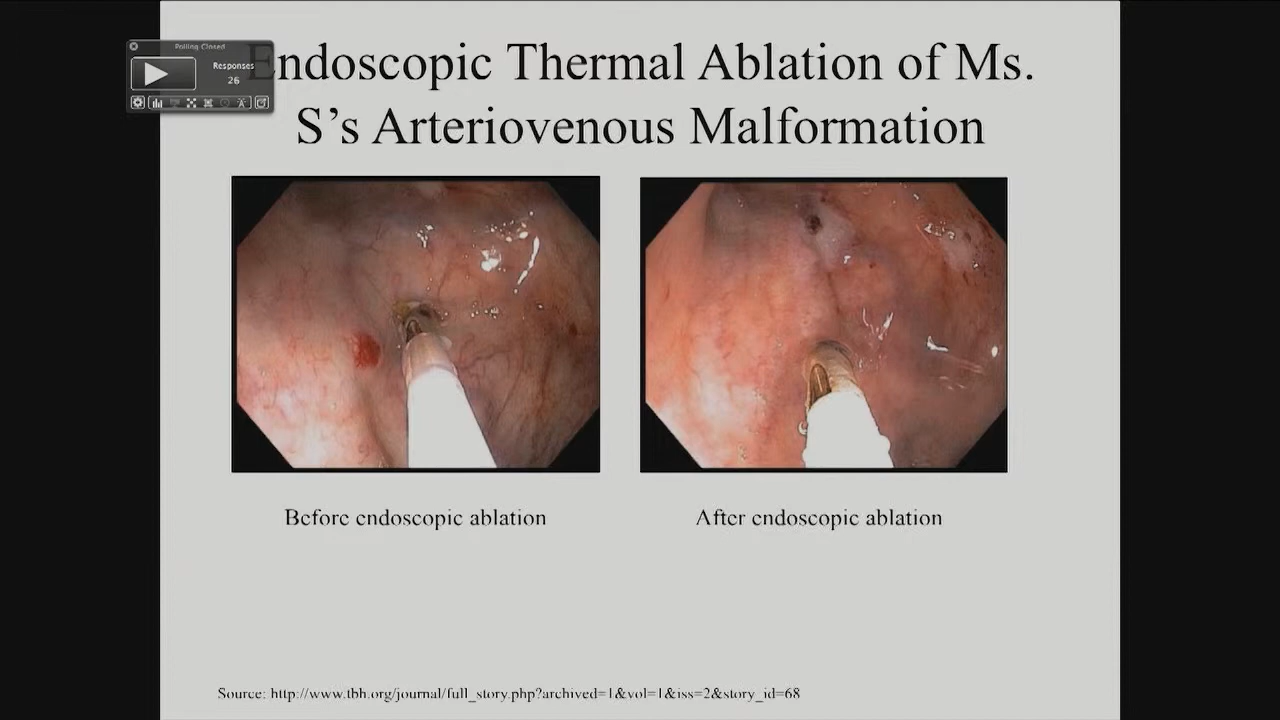 Polling Closed
Responses
26
Endoscopic Thermal Ablation of Ms.
S’s Arteriovenous Malformation
Before endoscopic ablation
After endoscopic ablation
Source: http://www.tbh.org/journal/full_story.php?archived=1&vol=1&iss=2&story_id=68